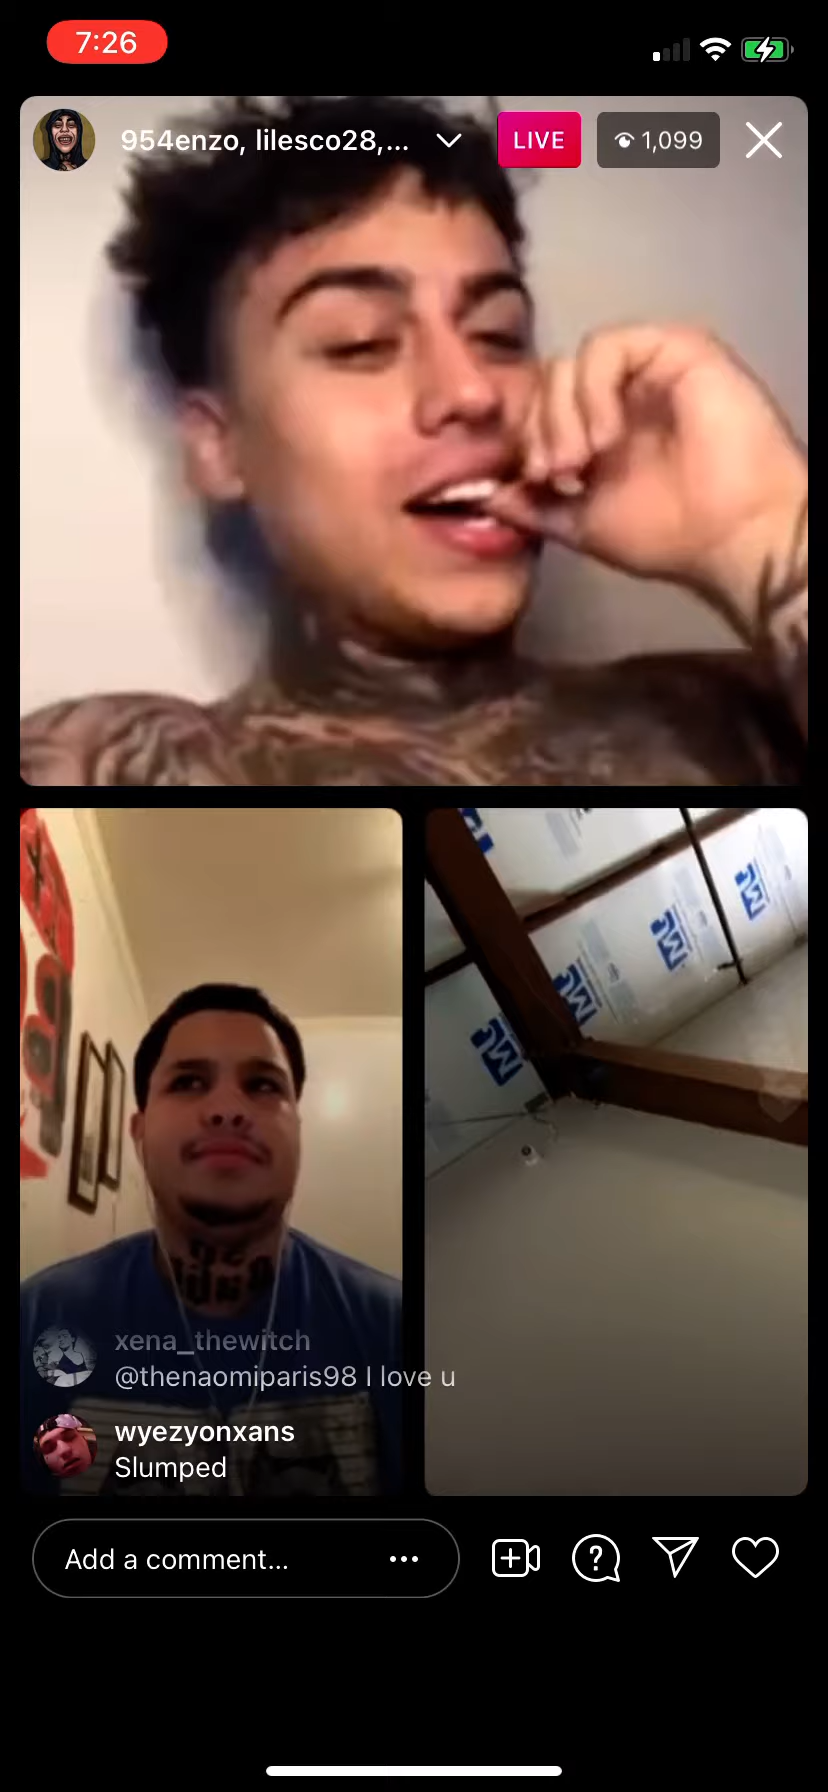 7:26
954enzo, lilesco28,...
LIVE
1,099
xena_thewitch
@thenaomiparis98 I love u
wyezyonxans
Slumped
Add a comment...